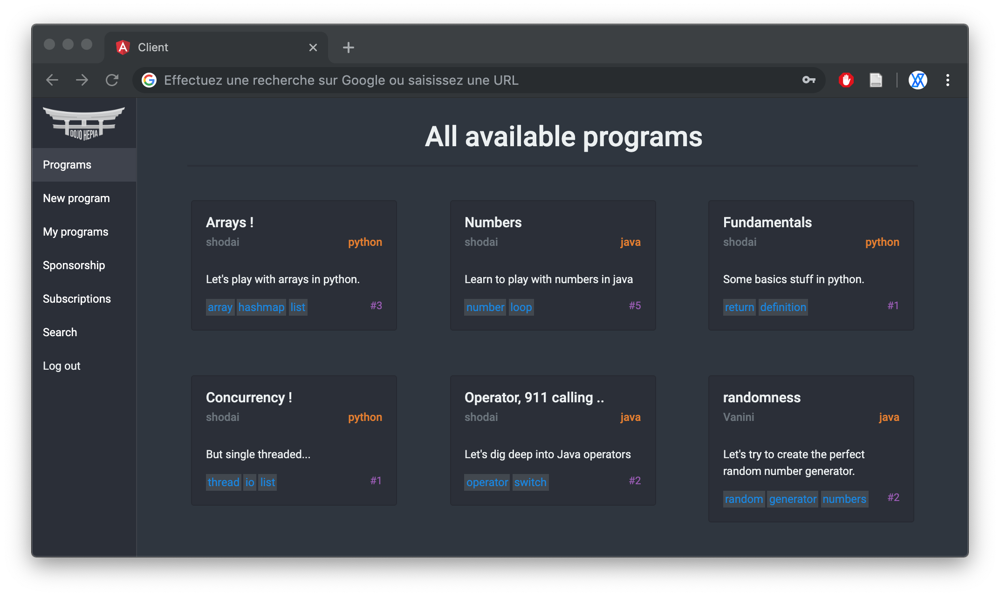 Client
Effectuez une recherche sur Google ou saisissez une URL
DOJO HEPIA
Programs
New program
My programs
Sponsorship
Subscriptions
Search
Log out
All available programs
Arrays !
shodai python
Let's play with arrays in python.
array hashmap list #3
Numbers
shodai java
Learn to play with numbers in java
number loop #5
Fundamentals
shodai python
Some basics stuff in python.
return definition #1
Concurrency !
shodai python
But single threaded...
thread io list #1
Operator, 911 calling ..
shodai java
Let's dig deep into Java operators
operator switch #2
randomness
Vanini java
Let's try to create the perfect
random number generator.
random generator numbers #2